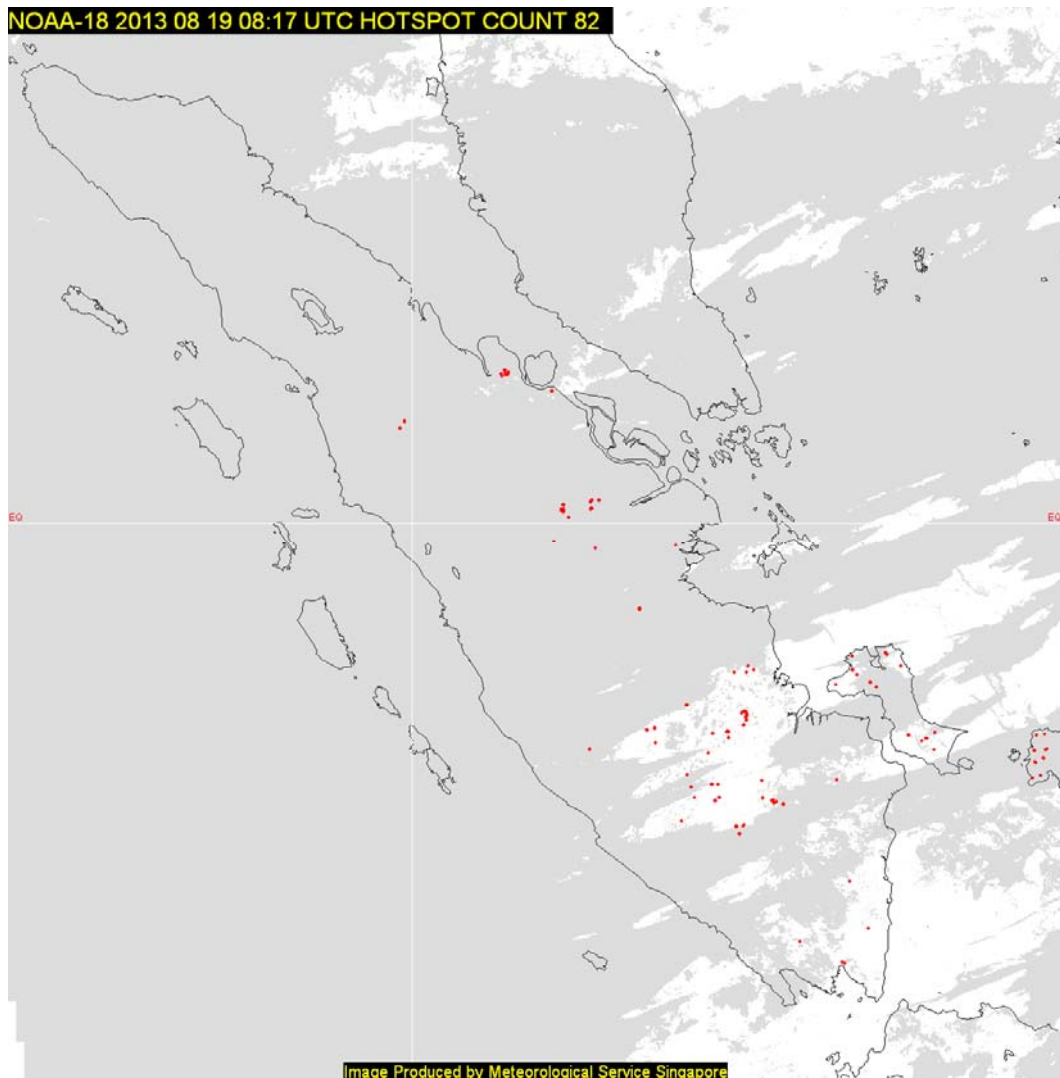 NOAA-18 2013 08 19 08:17 UTC HOTSPOT COUNT 82
EQ EQ
Image Produced by Meteorological Service Singapore